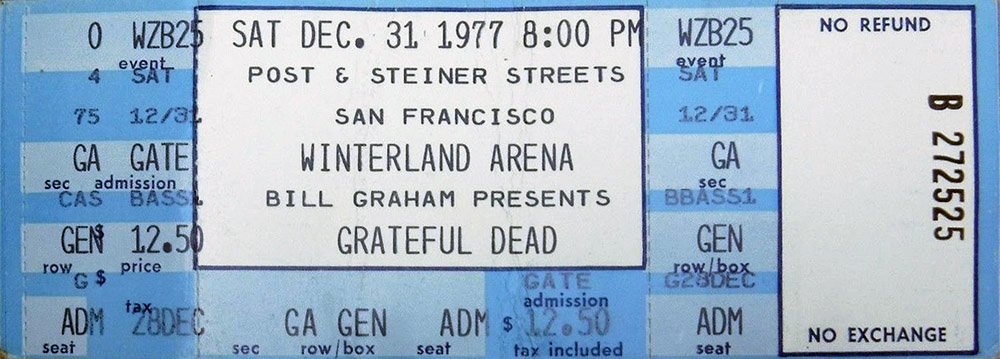 0 WZB25
event
4 SAT
75 12/31
GA GATE
sec admission
CAS BASS1
GEN $ 12.50
row price
G $
tax
ADM 28DEC
seat
SAT DEC. 31 1977 8:00 PM
POST & STEINER STREETS
SAN FRANCISCO
WINTERLAND ARENA
BILL GRAHAM PRESENTS
GRATEFUL DEAD
GATE
admission
GA GEN ADM $ 12.50
sec row/box seat tax included
WZB25
event
SAT
12/31
GA
sec
BBASS1
GEN
row/box
G28DEC
ADM
seat
NO REFUND
B 272525
NO EXCHANGE